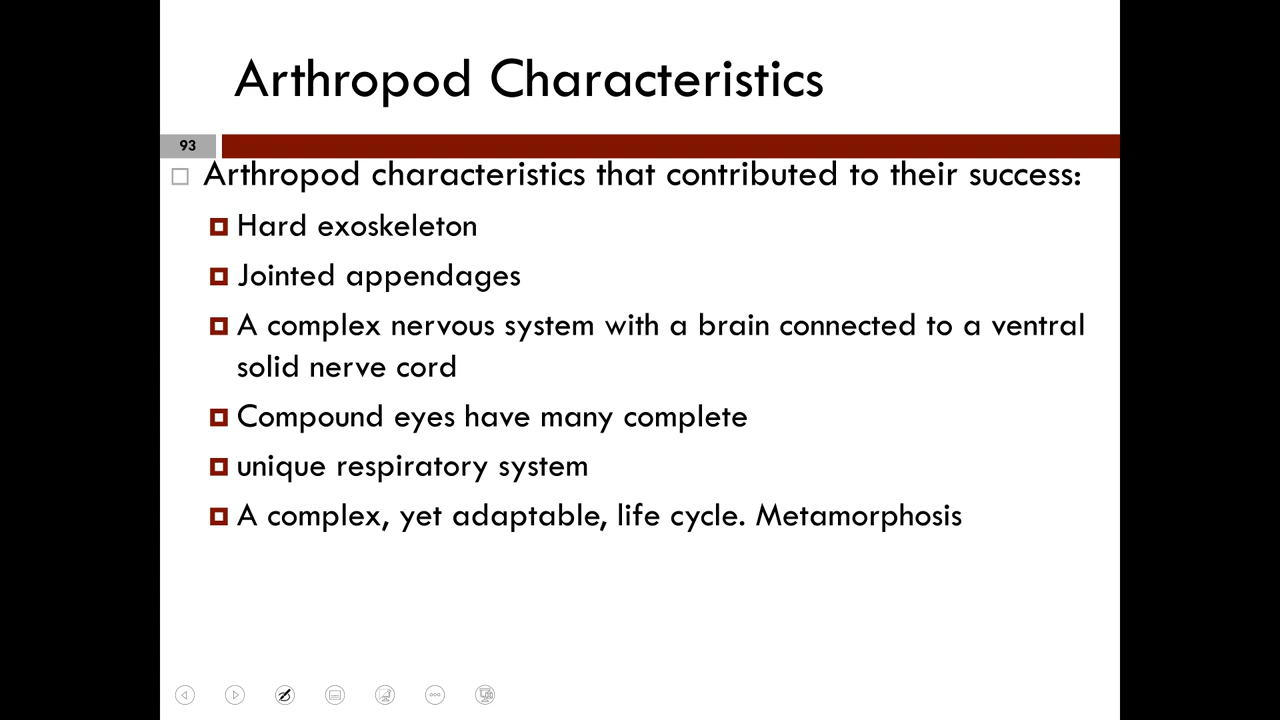 Arthropod Characteristics
93
Arthropod characteristics that contributed to their success:
Hard exoskeleton
Jointed appendages
A complex nervous system with a brain connected to a ventral
solid nerve cord
Compound eyes have many complete
unique respiratory system
A complex, yet adaptable, life cycle. Metamorphosis